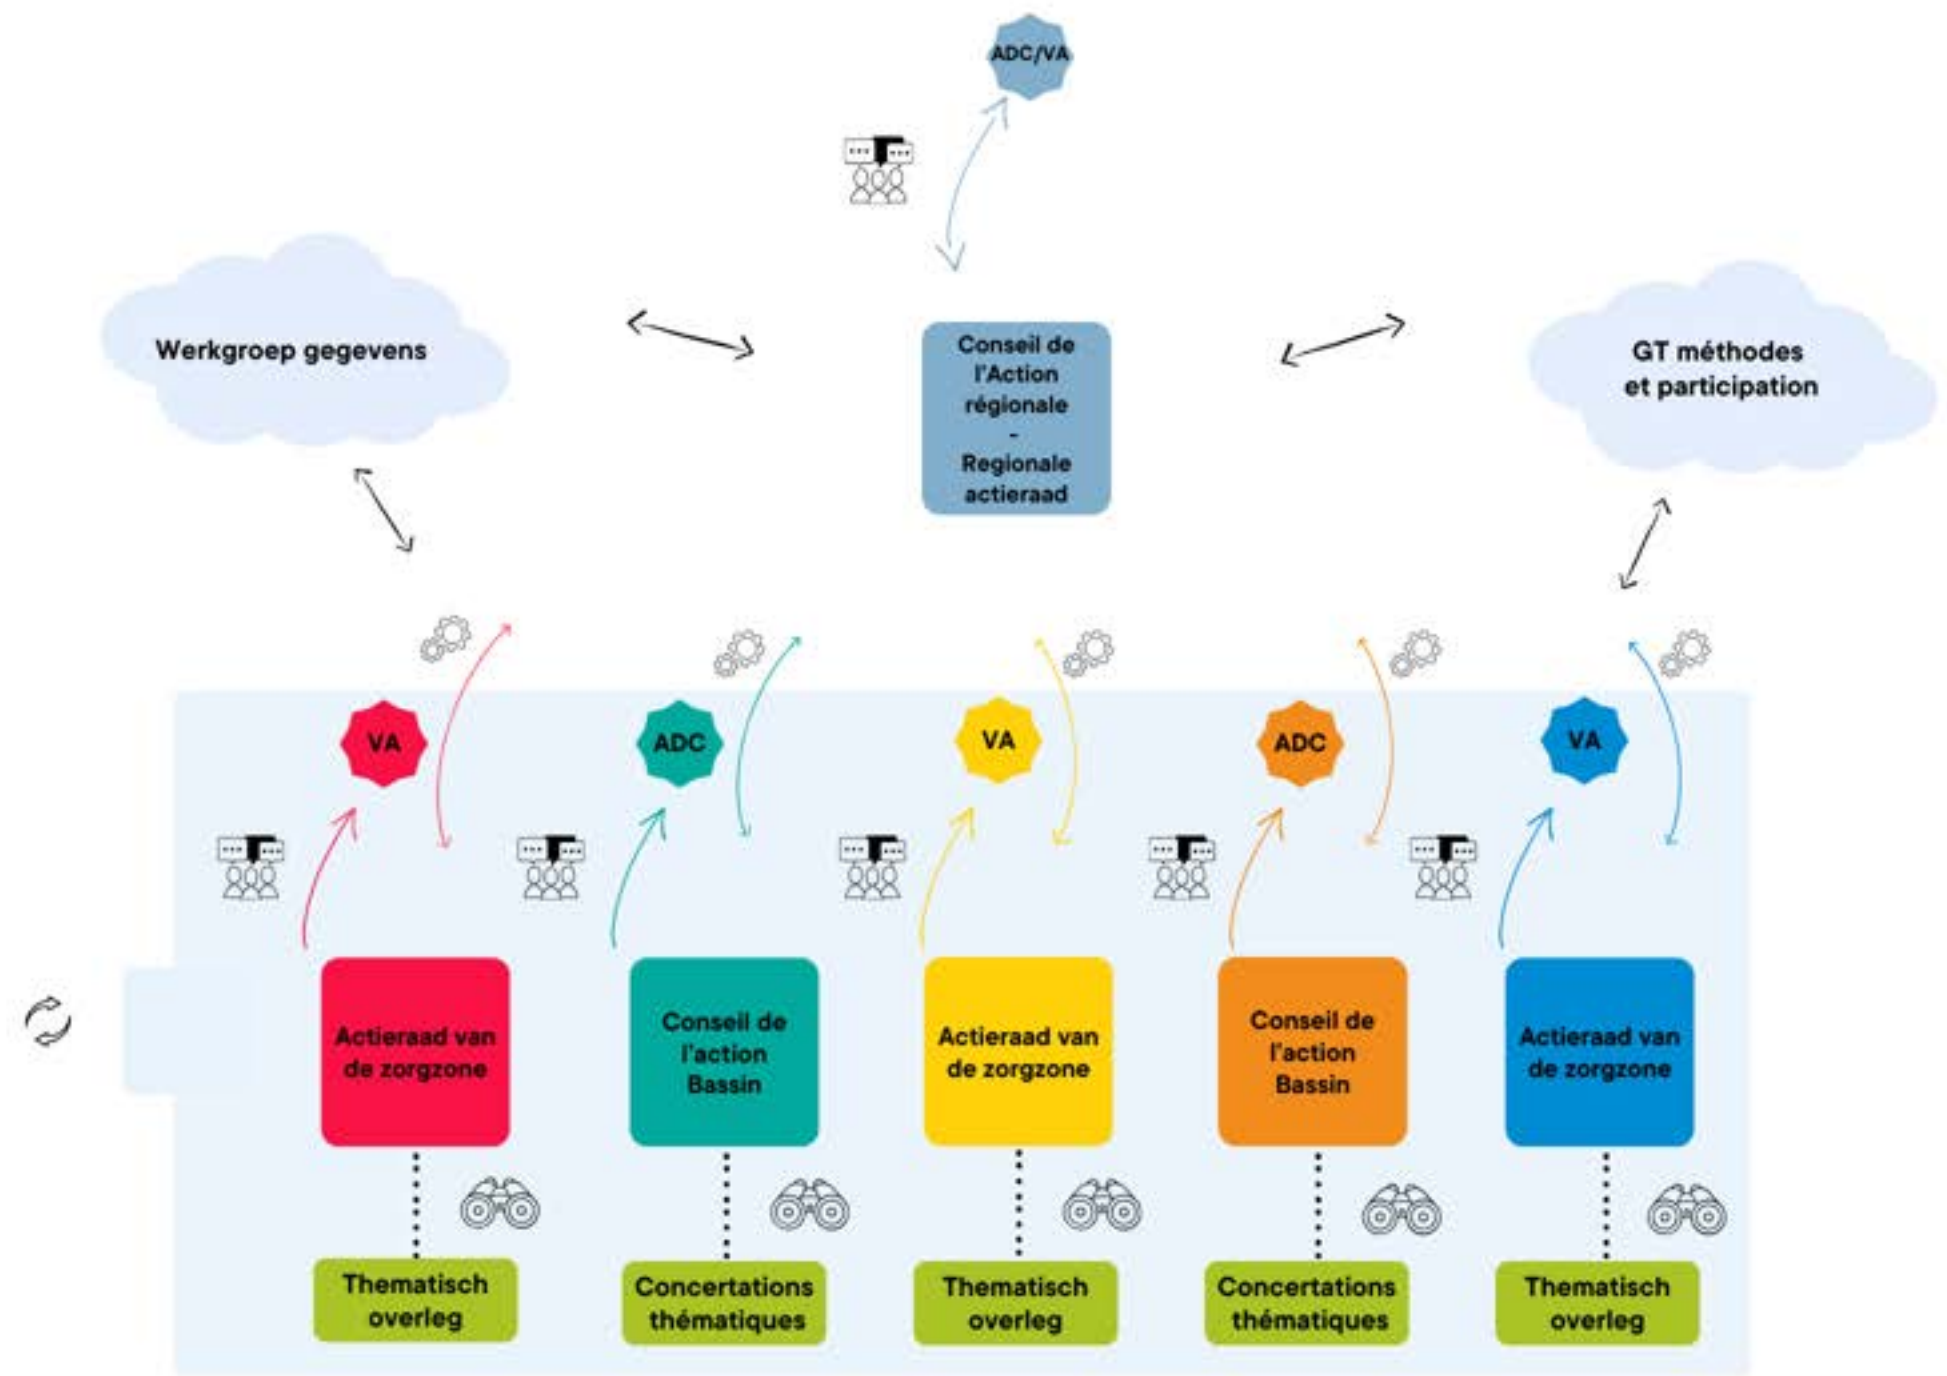 ADC/VA
Werkgroep gegevens
Conseil de
l'Action
régionale
-
Regionale
actieraad
GT méthodes
et participation
VA
ADC
VA
ADC
VA
Actieraad van
de zorgzone
Conseil de
l'action
Bassin
Actieraad van
de zorgzone
Conseil de
l'action
Bassin
Actieraad van
de zorgzone
Thematisch
overleg
Concertations
thématiques
Thematisch
overleg
Concertations
thématiques
Thematisch
overleg